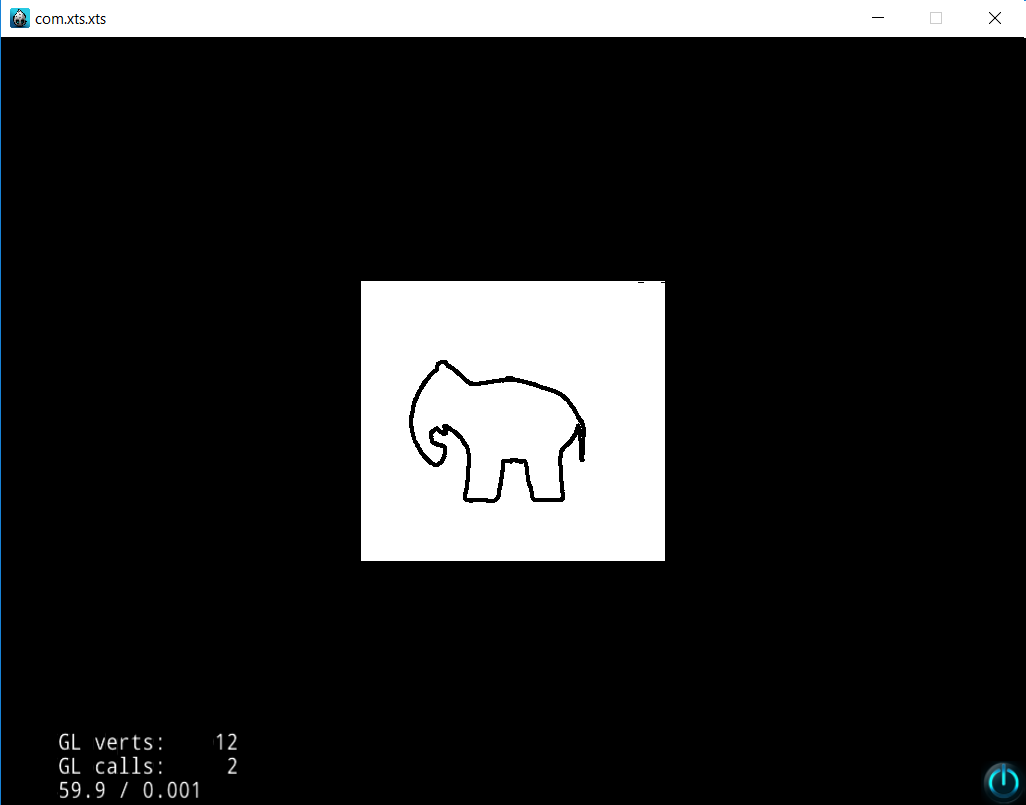 com.xts.xts
GL verts: 12
GL calls: 2
59.9 / 0.001